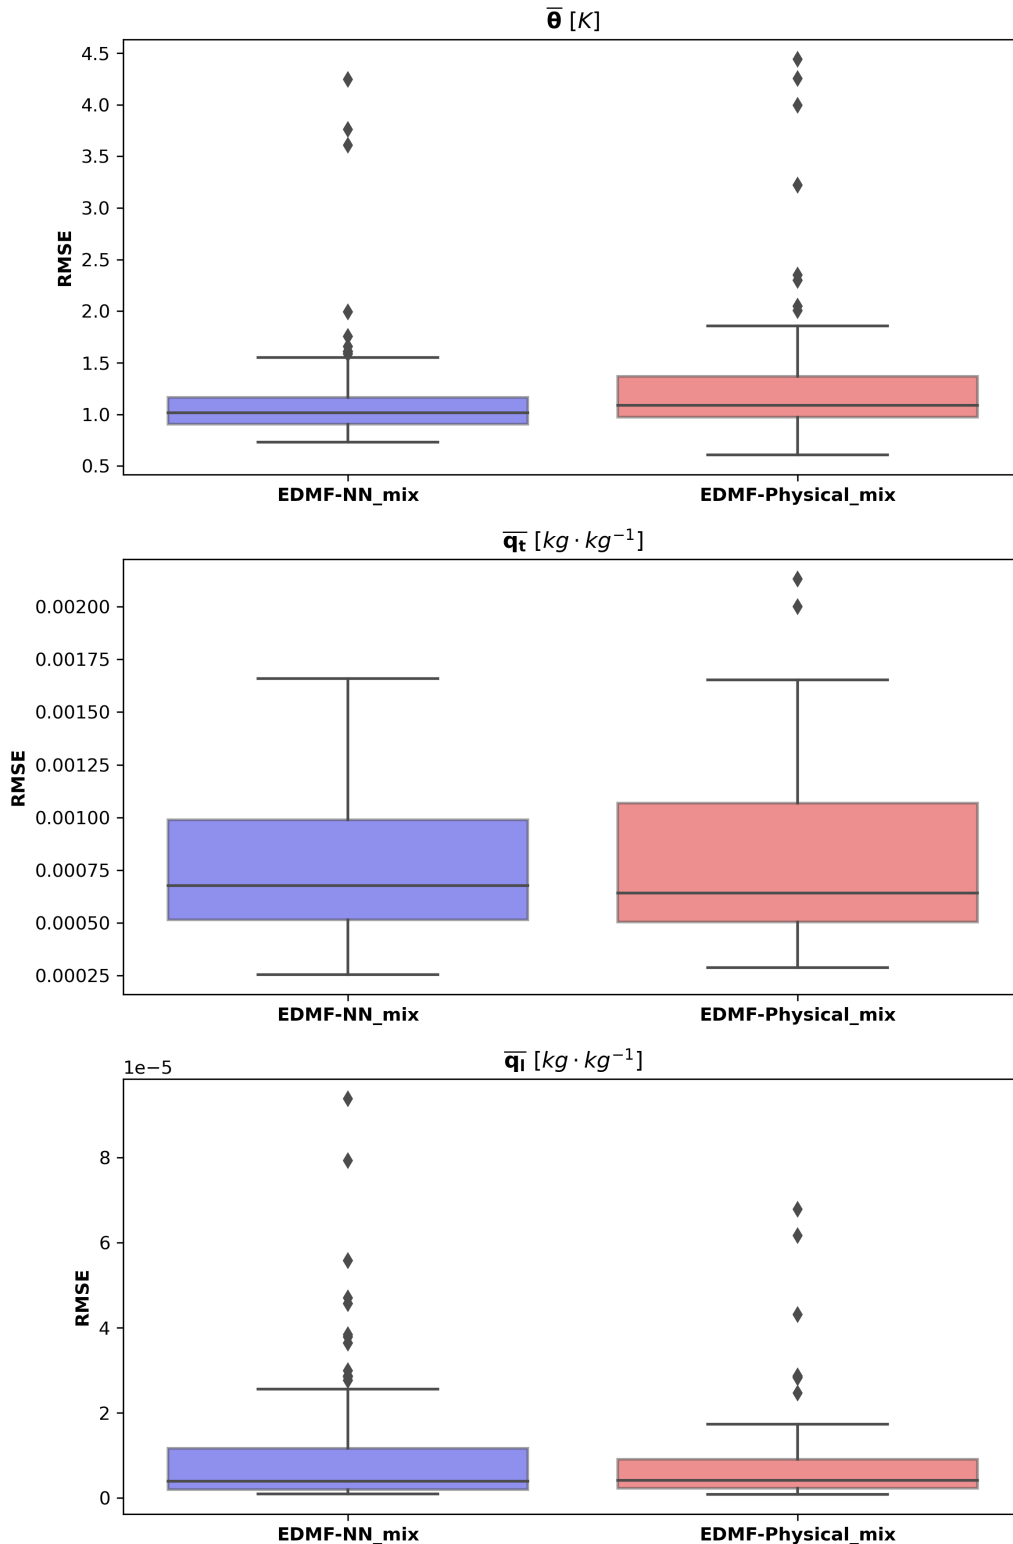 θ̅ [K]
4.5
4.0
3.5
3.0
2.5
2.0
1.5
1.0
0.5
RMSE
EDMF-NN_mix EDMF-Physical_mix
q̅ₜ [kg · kg⁻¹]
0.00200
0.00175
0.00150
0.00125
0.00100
0.00075
0.00050
0.00025
RMSE
EDMF-NN_mix EDMF-Physical_mix
q̅ₗ [kg · kg⁻¹]
1e−5
8
6
4
2
0
RMSE
EDMF-NN_mix EDMF-Physical_mix